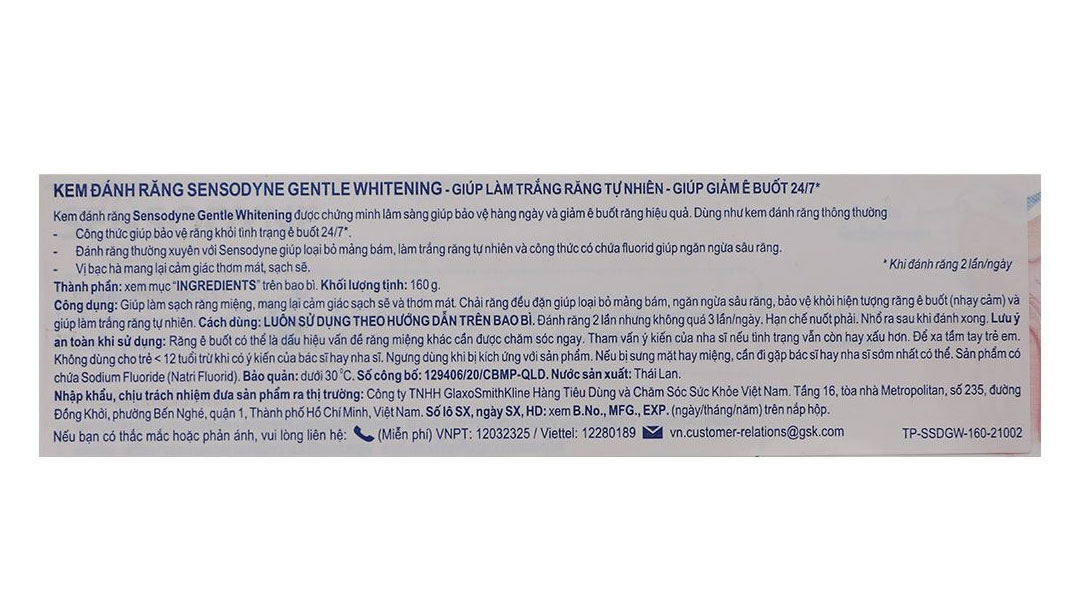 KEM ĐÁNH RĂNG SENSODYNE GENTLE WHITENING - GIÚP LÀM TRẮNG RĂNG TỰ NHIÊN - GIÚP GIẢM Ê BUỐT 24/7*
Kem đánh răng Sensodyne Gentle Whitening được chứng minh lâm sàng giúp bảo vệ hàng ngày và giảm ê buốt răng hiệu quả. Dùng như kem đánh răng thông thường
- Công thức giúp bảo vệ răng khỏi tình trạng ê buốt 24/7*.
- Đánh răng thường xuyên với Sensodyne giúp loại bỏ mảng bám, làm trắng răng tự nhiên và công thức có chứa fluorid giúp ngăn ngừa sâu răng.
- Vị bạc hà mang lại cảm giác thơm mát, sạch sẽ. * Khi đánh răng 2 lần/ngày
Thành phần: xem mục "INGREDIENTS" trên bao bì. Khối lượng tịnh: 160 g.
Công dụng: Giúp làm sạch răng miệng, mang lại cảm giác sạch sẽ và thơm mát. Chải răng đều đặn giúp loại bỏ mảng bám, ngăn ngừa sâu răng, bảo vệ khỏi hiện tượng răng ê buốt (nhạy cảm) và
giúp làm trắng răng tự nhiên. Cách dùng: LUÔN SỬ DỤNG THEO HƯỚNG DẪN TRÊN BAO BÌ. Đánh răng 2 lần nhưng không quá 3 lần/ngày. Hạn chế nuốt phải. Nhổ ra sau khi đánh xong. Lưu ý
an toàn khi sử dụng: Răng ê buốt có thể là dấu hiệu vấn đề răng miệng khác cần được chăm sóc ngay. Tham vấn ý kiến của nha sĩ nếu tình trạng vẫn còn hay xấu hơn. Để xa tầm tay trẻ em.
Không dùng cho trẻ < 12 tuổi trừ khi có ý kiến của bác sĩ hay nha sĩ. Ngưng dùng khi bị kích ứng với sản phẩm. Nếu bị sưng mặt hay miệng, cần đi gặp bác sĩ hay nha sĩ sớm nhất có thể. Sản phẩm có
chứa Sodium Fluoride (Natri Fluorid). Bảo quản: dưới 30°C. Số công bố: 129406/20/CBMP-QLD. Nước sản xuất: Thái Lan.
Nhập khẩu, chịu trách nhiệm đưa sản phẩm ra thị trường: Công ty TNHH GlaxoSmithKline Hàng Tiêu Dùng và Chăm Sóc Sức Khỏe Việt Nam. Tầng 16, tòa nhà Metropolitan, số 235, đường
Đồng Khởi, phường Bến Nghé, quận 1, Thành phố Hồ Chí Minh, Việt Nam. Số lô SX, ngày SX, HD: xem B.No., MFG., EXP. (ngày/tháng/năm) trên nắp hộp.
Nếu bạn có thắc mắc hoặc phản ánh, vui lòng liên hệ: (Miễn phí) VNPT: 12032325 / Viettel: 12280189 vn.customer-relations@gsk.com TP-SSDGW-160-21002